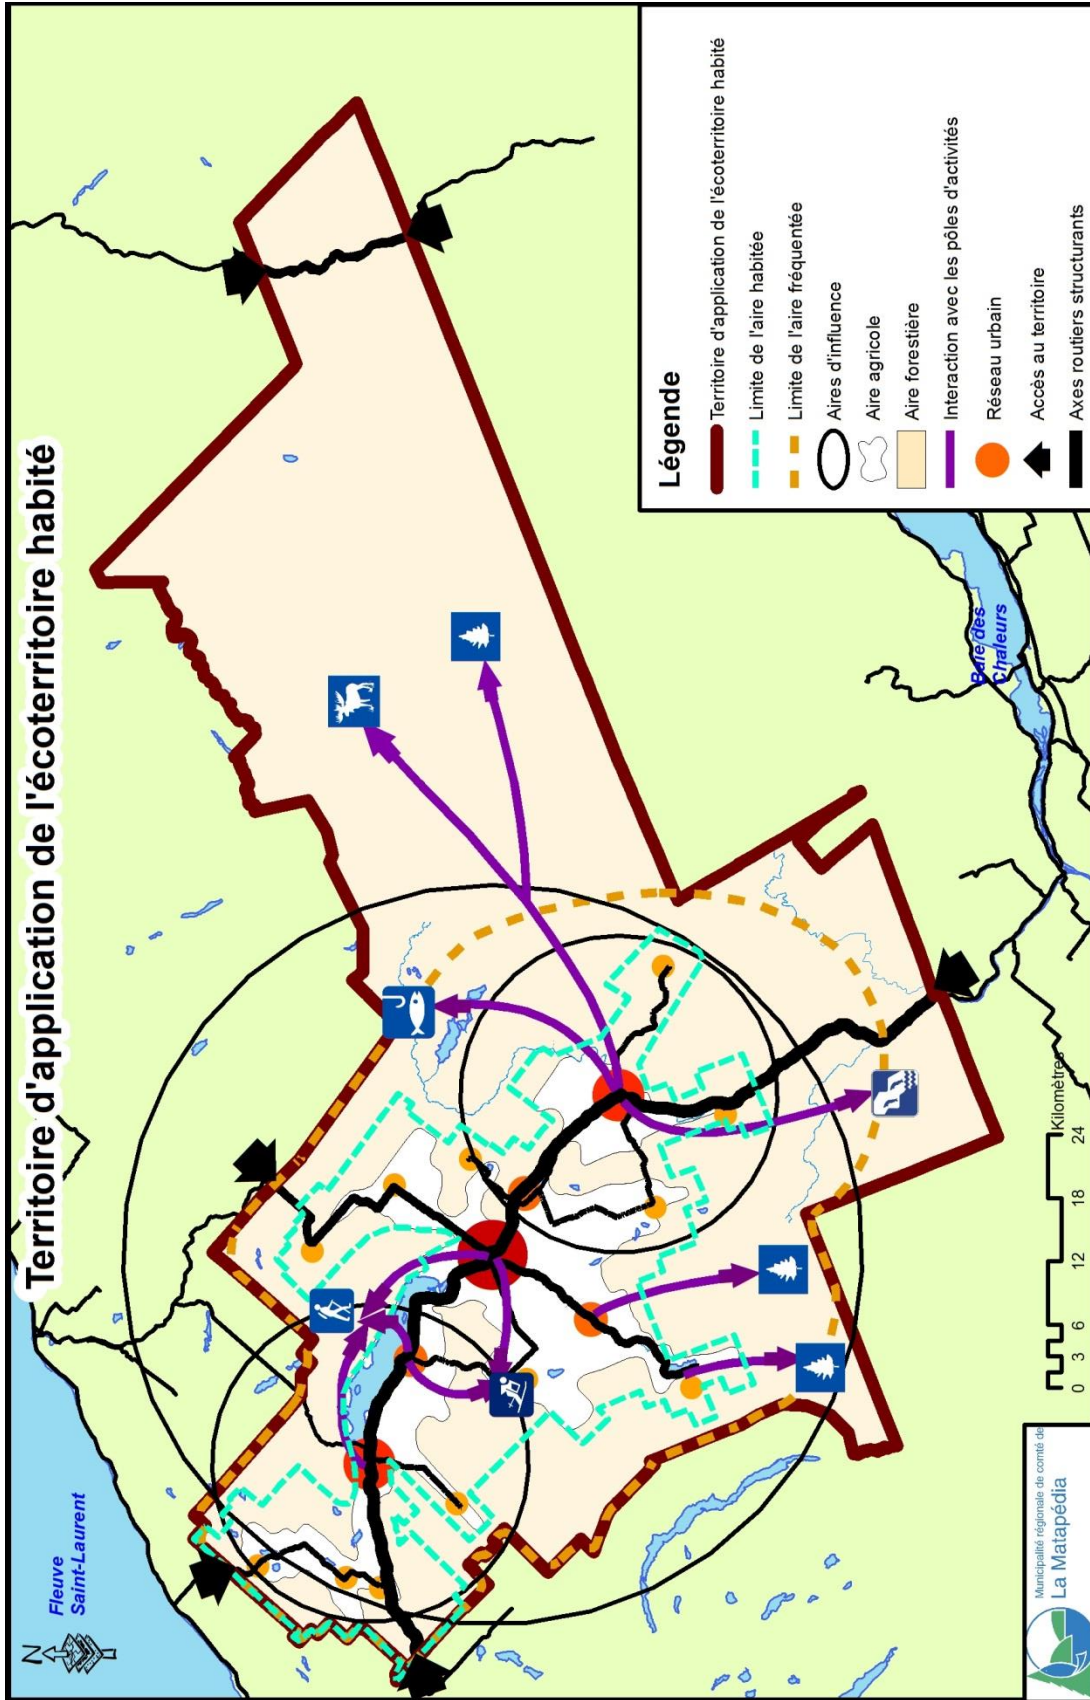 Territoire d'application de l'écoterritoire habité
N
Fleuve
Saint-Laurent
Baie des
Chaleurs
Légende
Territoire d'application de l'écoterritoire habité
Limite de l'aire habitée
Limite de l'aire fréquentée
Aires d'influence
Aire agricole
Aire forestière
Interaction avec les pôles d'activités
Réseau urbain
Accès au territoire
Axes routiers structurants
Kilomètres
0 3 6 12 18 24
Municipalité régionale de comté de
La Matapédia